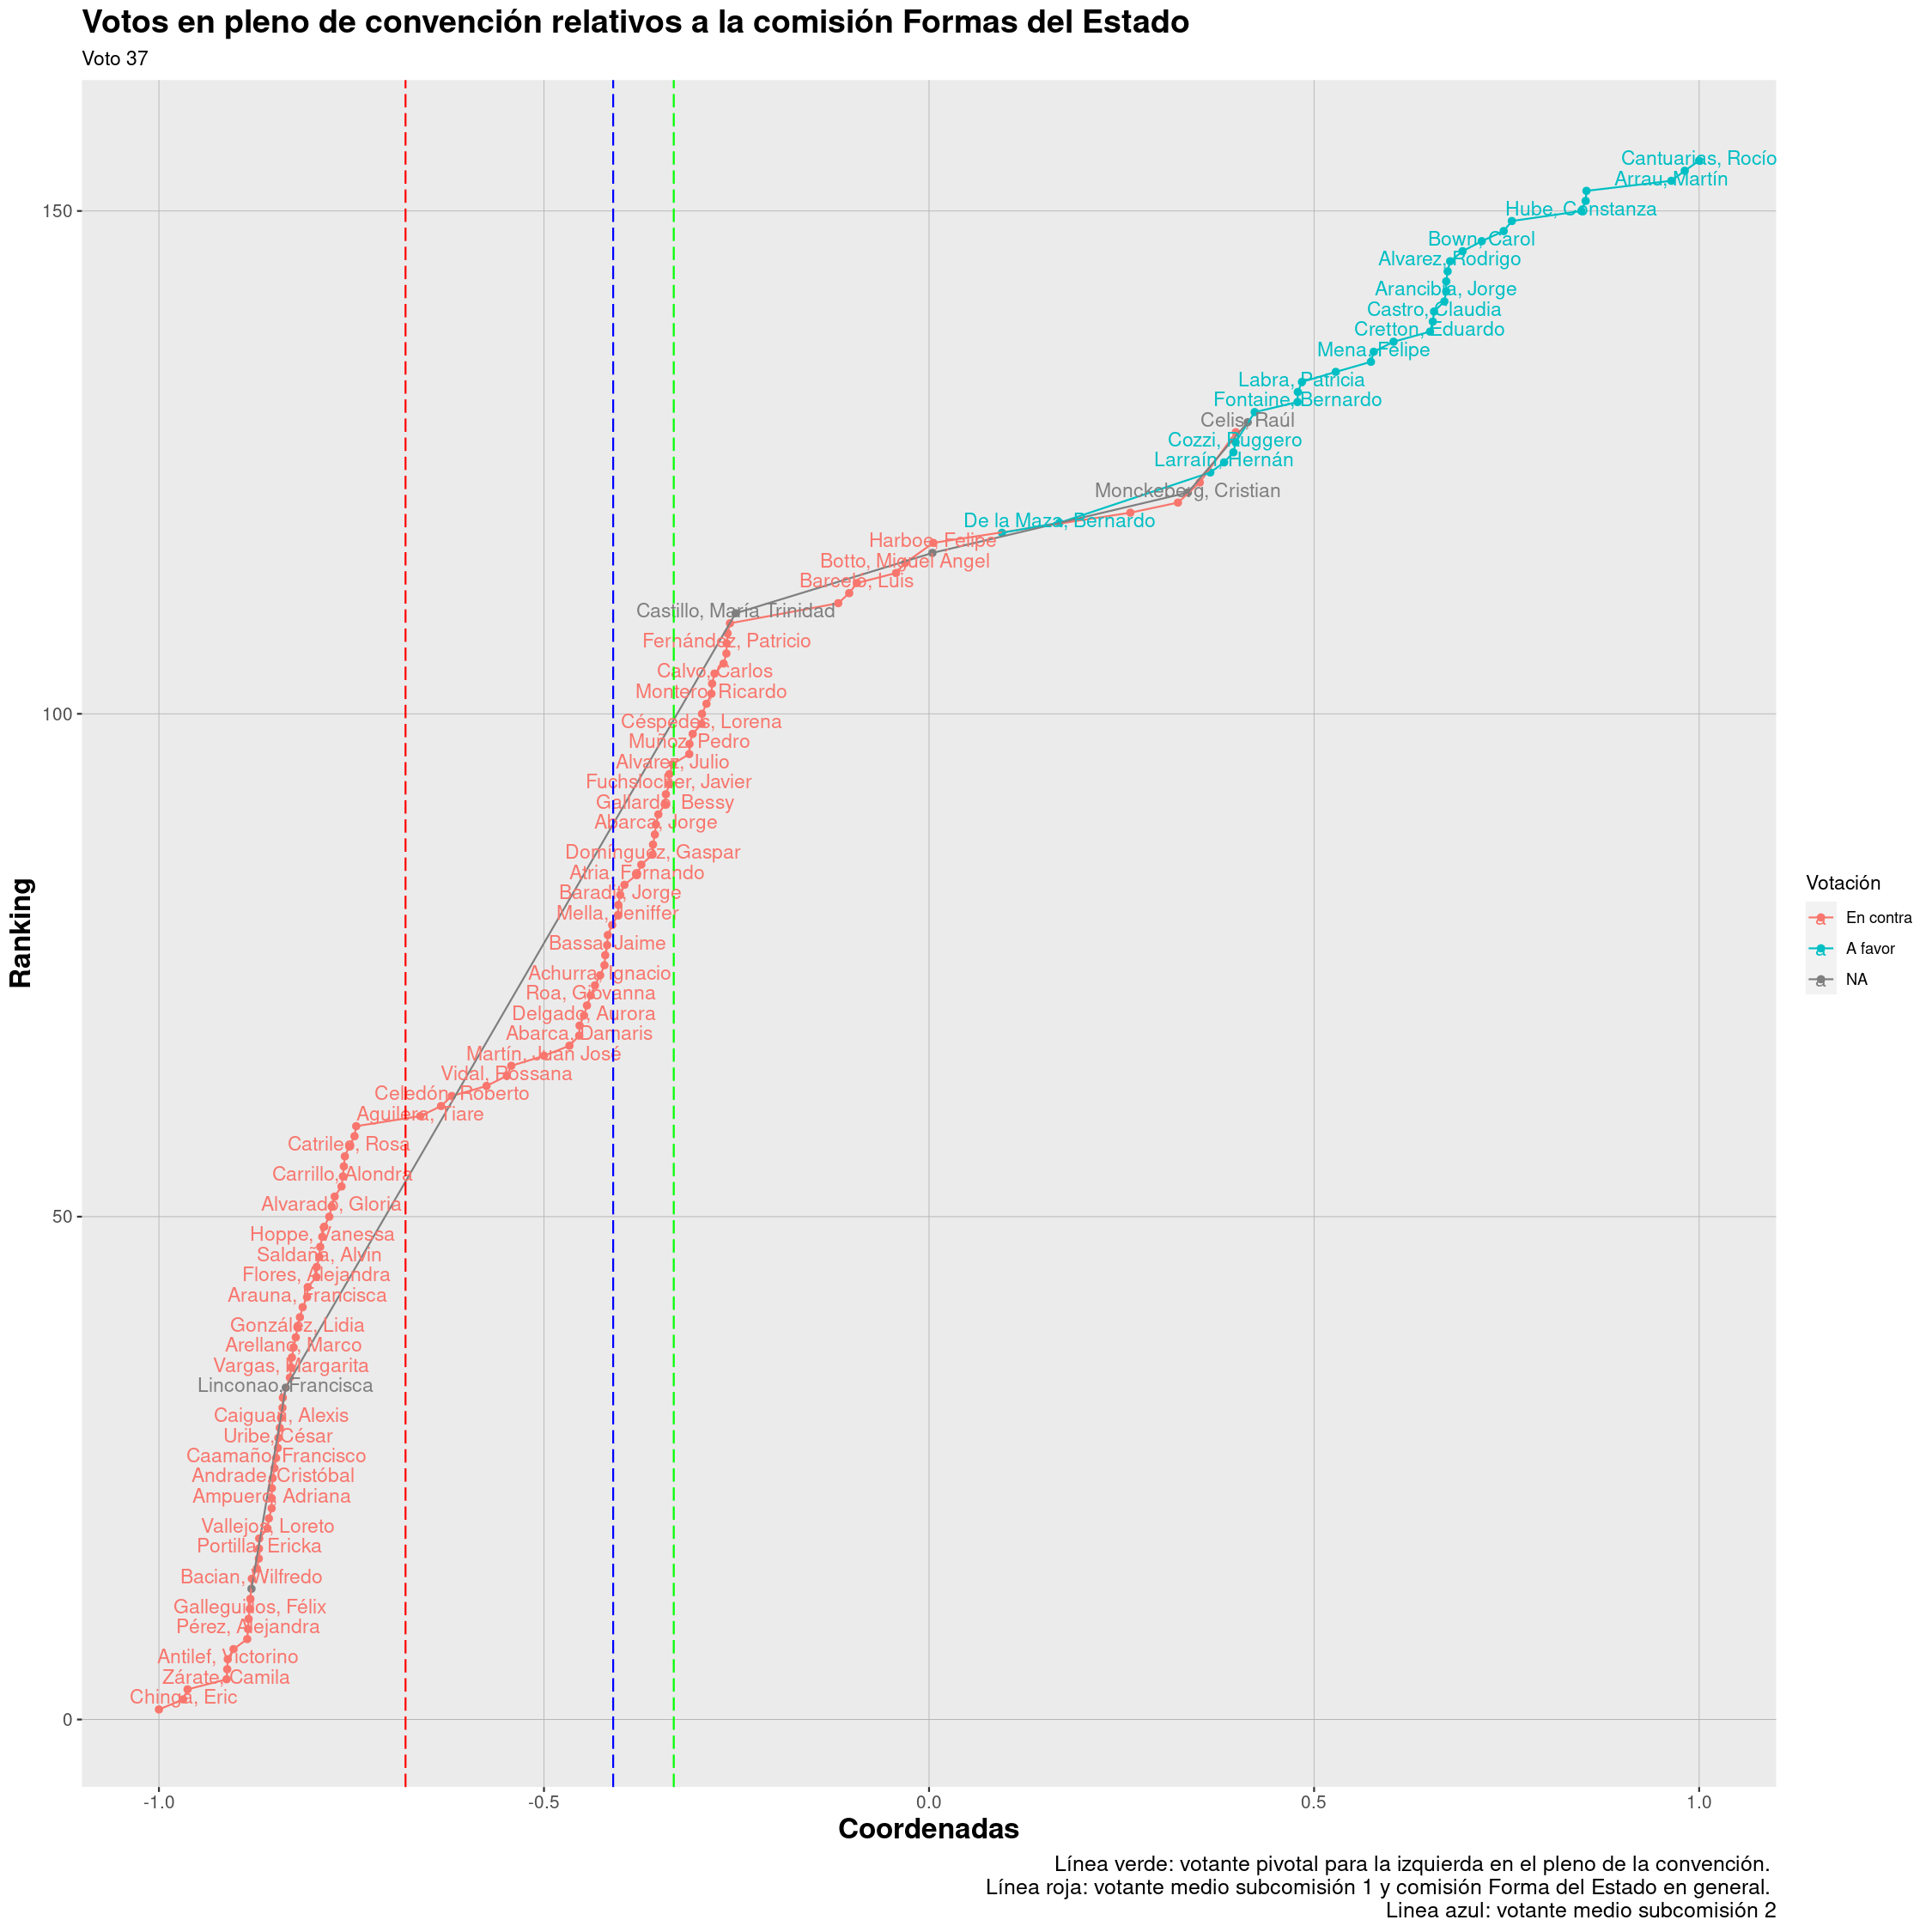 Votos en pleno de convención relativos a la comisión Formas del Estado
Voto 37
Cantuarias, Rocío
Arrau, Martín
150
Hube, Constanza
Bown, Carol
Alvarez, Rodrigo
Arancibia, Jorge
Castro, Claudia
Cretton, Eduardo
Mena, Felipe
Labra, Patricia
Fontaine, Bernardo
Celis, Raúl
Cozzi, Ruggero
Larraín, Hernán
Monckeberg, Cristian
De la Maza, Bernardo
Harboe, Felipe
Botto, Miguel Ángel
Barceló, Luis
Castillo, María Trinidad
Fernández, Patricio
Calvo, Carlos
Montero, Ricardo
100
Céspedes, Lorena
Muñoz, Pedro
Alvarez, Julio
Fuchslocher, Javier
Gallardo, Bessy
Abarca, Jorge
Domínguez, Gaspar
Atria, Fernando
Baradit, Jorge
Mella, Jeniffer
Bassa, Jaime
Achurra, Ignacio
Roa, Giovanna
Delgado, Aurora
Abarca, Damaris
Martín, Juan José
Vidal, Rossana
Celedón, Roberto
Aguilera, Tiare
Catrileo, Rosa
Carrillo, Alondra
Alvarado, Gloria
50
Hoppe, Vanessa
Saldaña, Alvin
Flores, Alejandra
Arauna, Francisca
González, Lidia
Arellano, Marco
Vargas, Margarita
Linconao, Francisca
Caiguan, Alexis
Uribe, César
Caamaño, Francisco
Andrade, Cristóbal
Ampuero, Adriana
Vallejos, Loreto
Portilla, Ericka
Bacian, Wilfredo
Galleguillos, Félix
Pérez, Alejandra
Antilef, Victorino
Zárate, Camila
Chinga, Eric
0
Ranking
-1.0 -0.5 0.0 0.5 1.0
Coordenadas
Votación
a En contra
a A favor
a NA
Línea verde: votante pivotal para la izquierda en el pleno de la convención.
Línea roja: votante medio subcomisión 1 y comisión Forma del Estado en general.
Linea azul: votante medio subcomisión 2